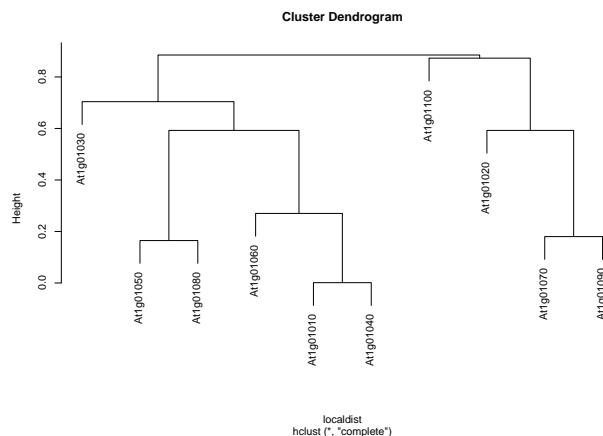 Cluster Dendrogram
Height
0.0
0.2
0.4
0.6
0.8
At1g01030
At1g01050
At1g01080
At1g01060
At1g01010
At1g01040
At1g01100
At1g01020
At1g01070
At1g01090
localdist
hclust (*, "complete")